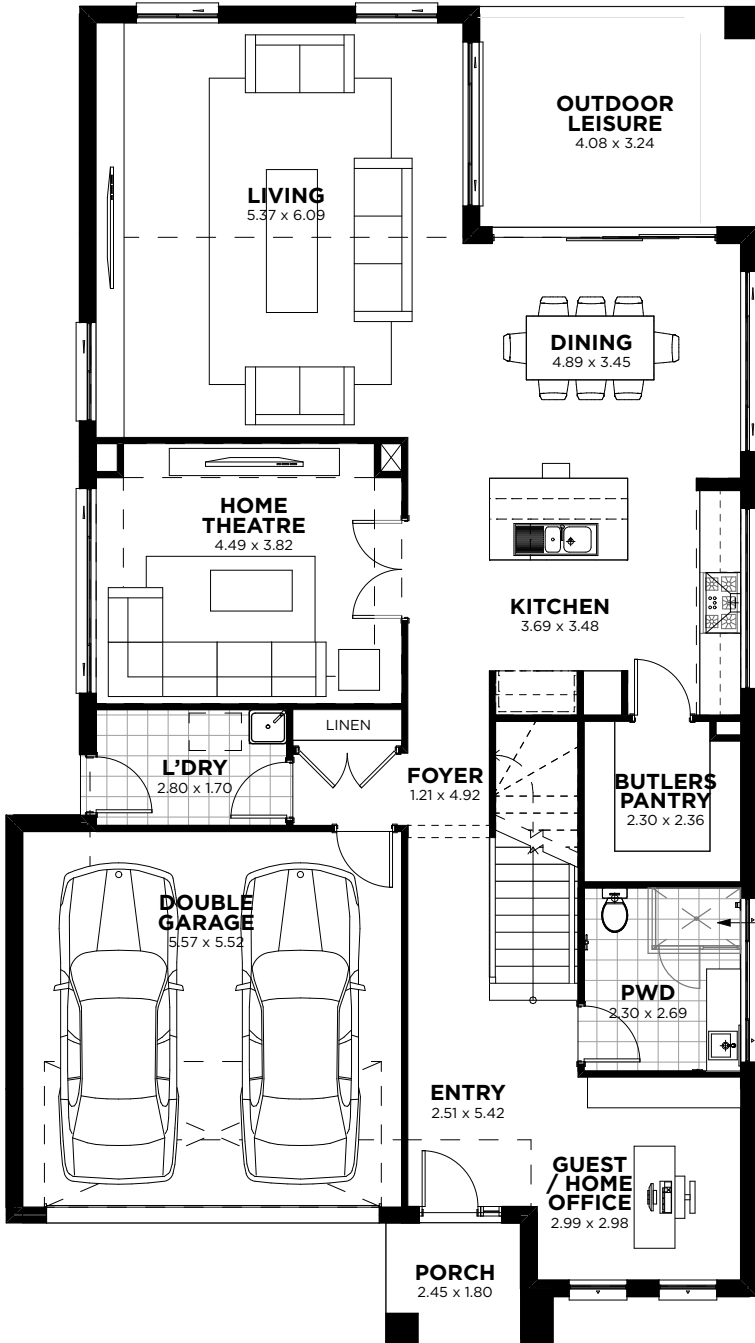 OUTDOOR
LEISURE
4.08 x 3.24
LIVING
5.37 x 6.09
DINING
4.89 x 3.45
HOME
THEATRE
4.49 x 3.82
KITCHEN
3.69 x 3.48
LINEN
L'DRY
2.80 x 1.70
FOYER
1.21 x 4.92
BUTLERS
PANTRY
2.30 x 2.36
DOUBLE
GARAGE
5.57 x 5.52
PWD
2.30 x 2.69
ENTRY
2.51 x 5.42
GUEST
/ HOME
OFFICE
2.99 x 2.98
PORCH
2.45 x 1.80